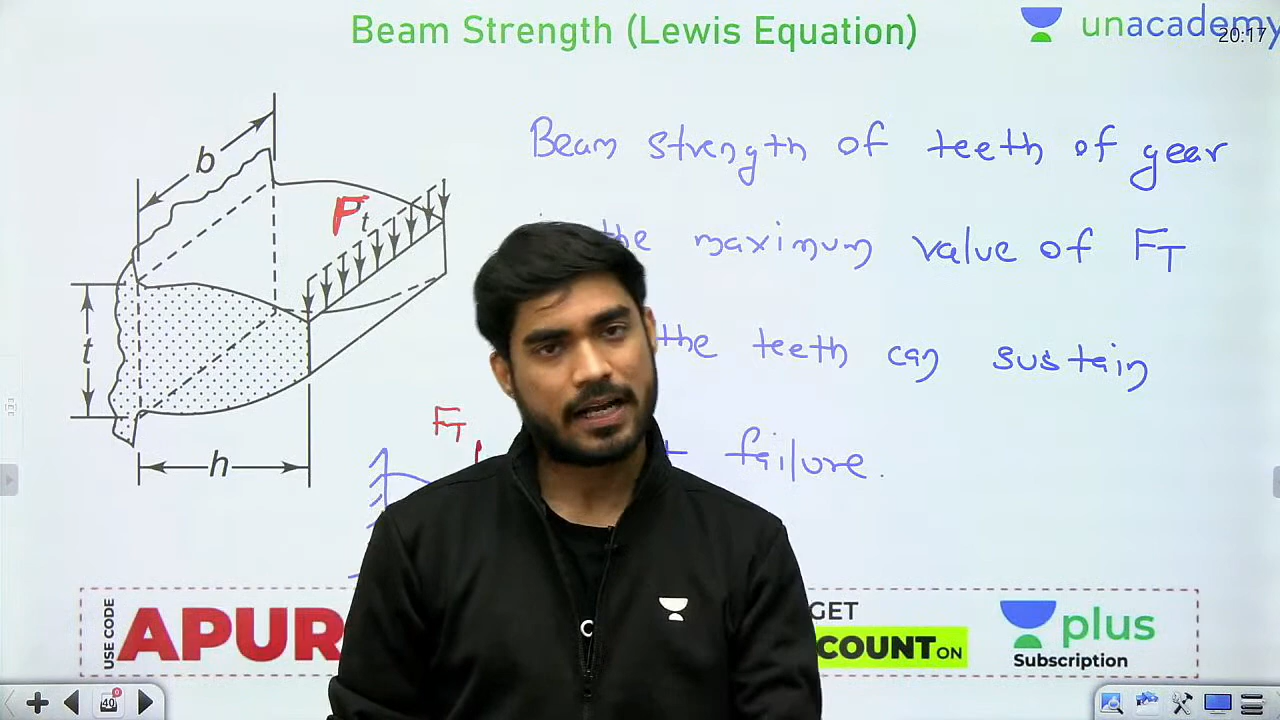 Beam Strength (Lewis Equation)
unacademy
20:17
b
Ft
t
h
Beam strength of teeth of gear
the maximum value of FT
the teeth can sustain
failure.
FT
USE CODE
APUR
GET
COUNT ON
plus
Subscription
40